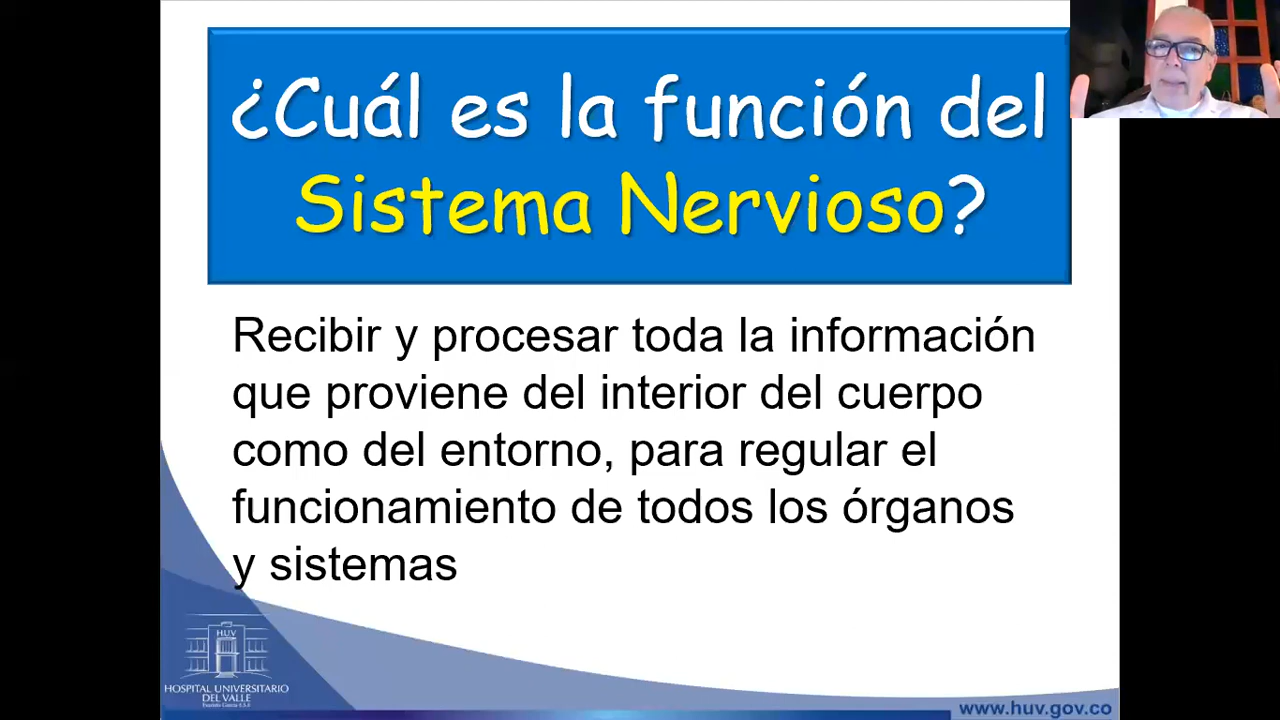 ¿Cuál es la función del
Sistema Nervioso?
Recibir y procesar toda la información
que proviene del interior del cuerpo
como del entorno, para regular el
funcionamiento de todos los órganos
y sistemas
HUV
HOSPITAL UNIVERSITARIO
DEL VALLE
Evaristo García E.S.E
www.huv.gov.co